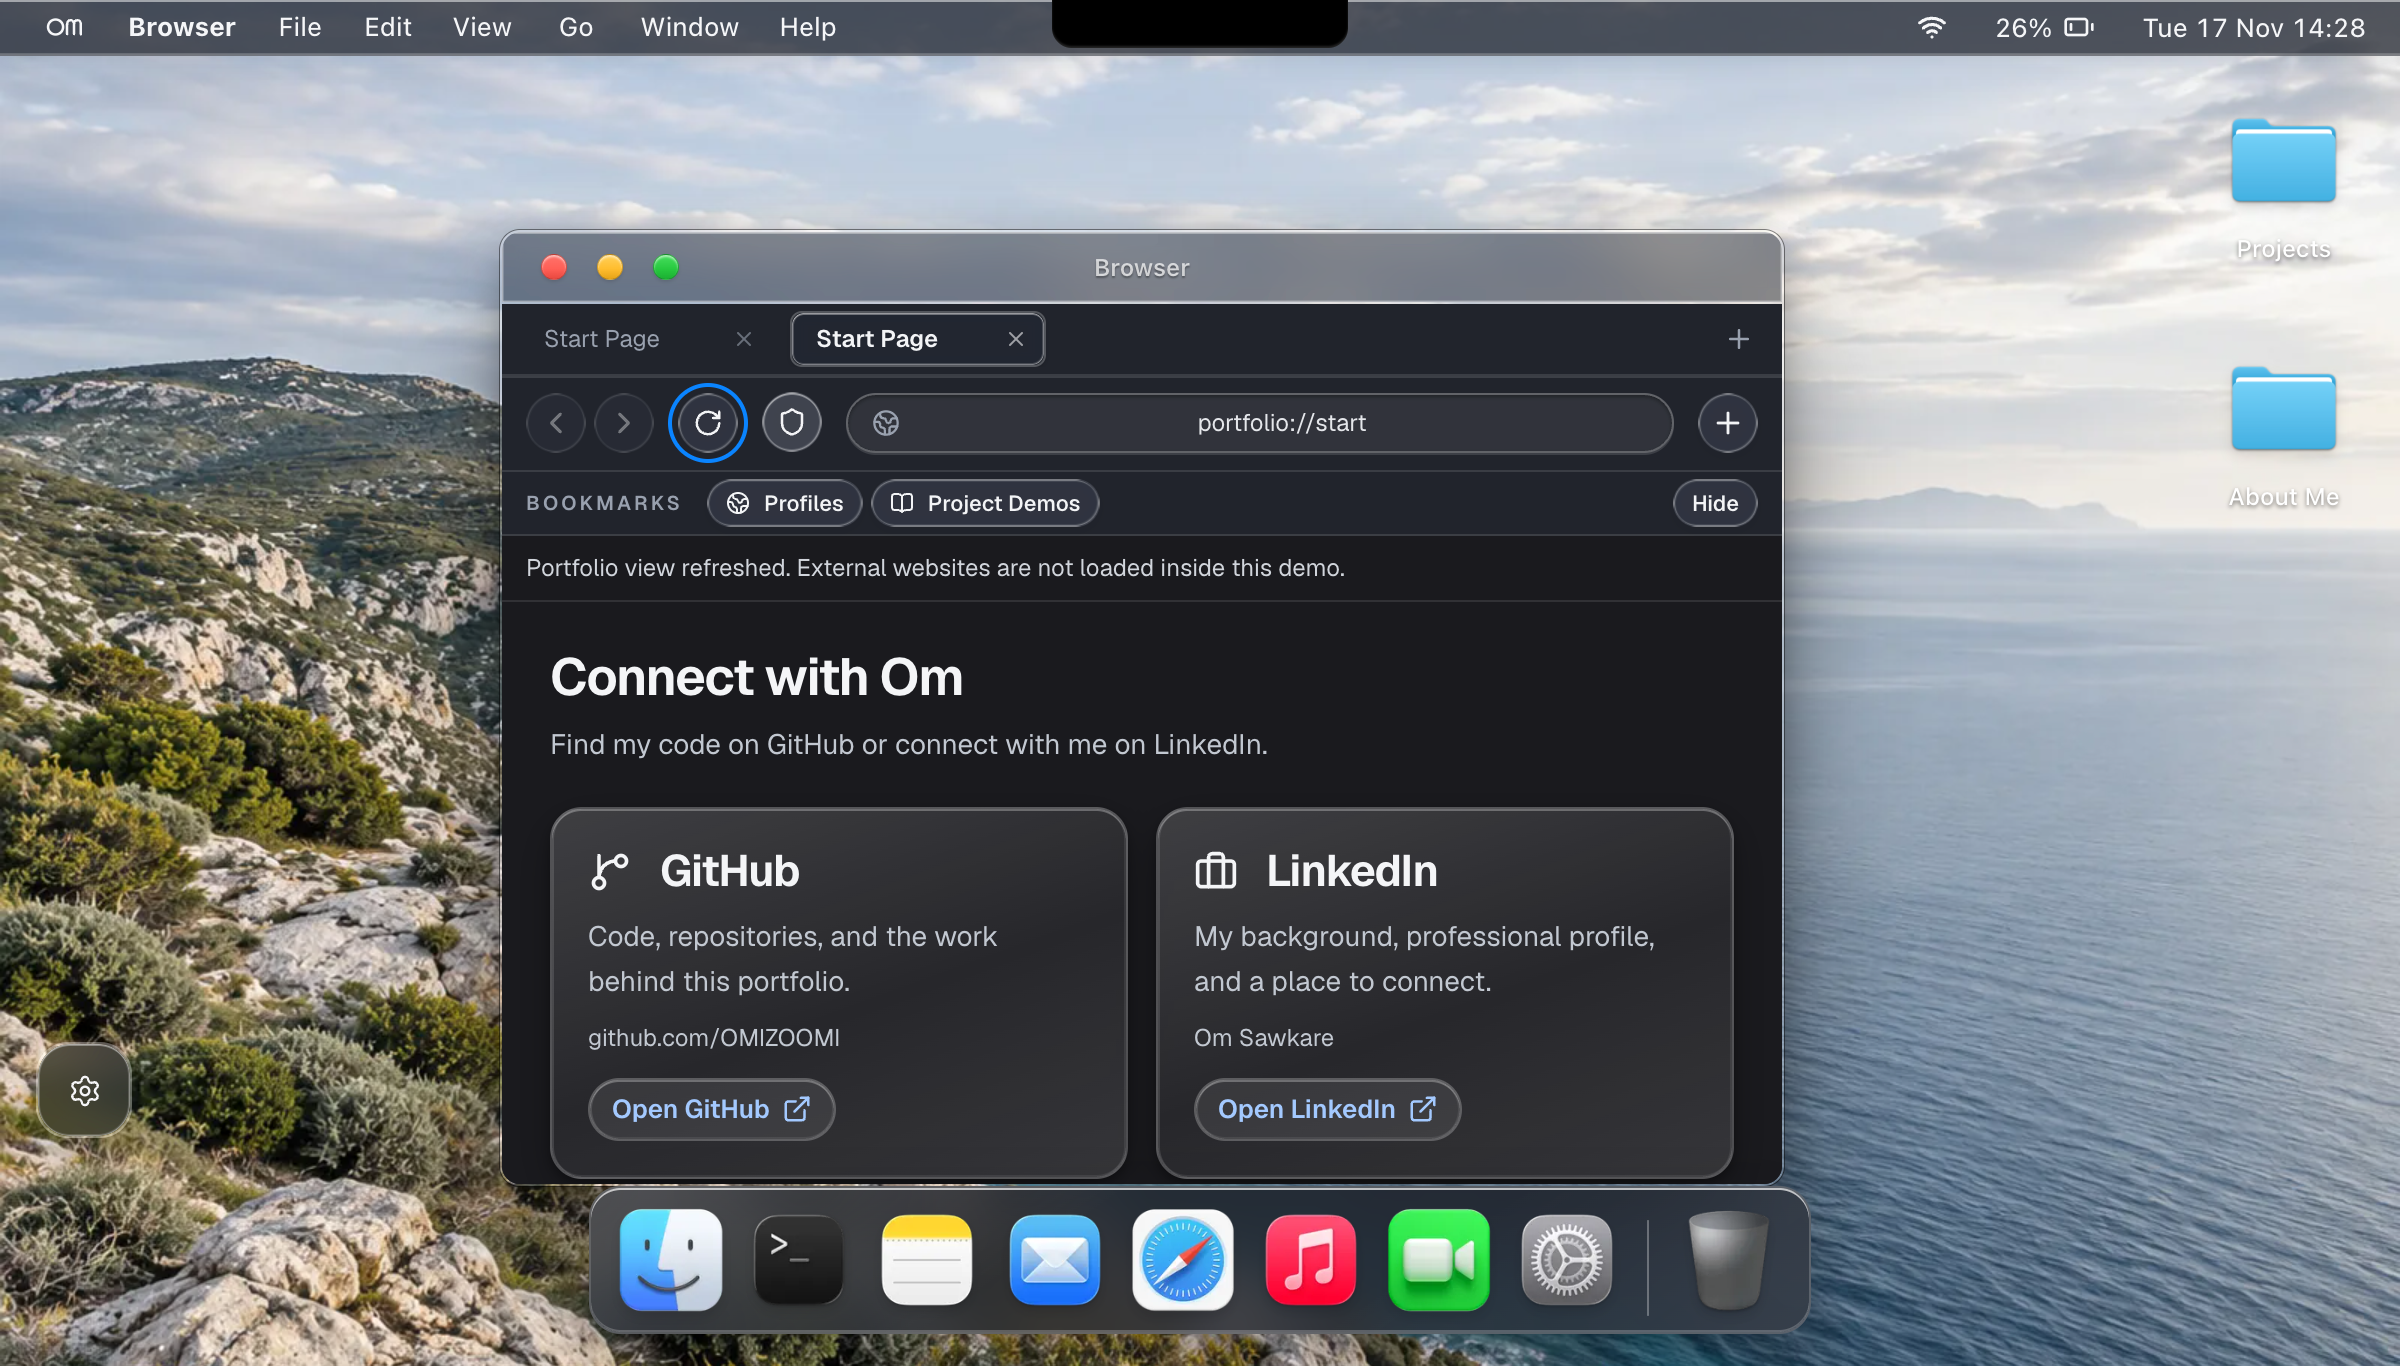 Om Browser File Edit View Go Window Help 26% Tue 17 Nov 14:28
Projects
About Me
Browser
Start Page Start Page
portfolio://start
BOOKMARKS Profiles Project Demos Hide
Portfolio view refreshed. External websites are not loaded inside this demo.
Connect with Om
Find my code on GitHub or connect with me on LinkedIn.
GitHub
Code, repositories, and the work
behind this portfolio.
github.com/OMIZOOMI
Open GitHub
LinkedIn
My background, professional profile,
and a place to connect.
Om Sawkare
Open LinkedIn
>_